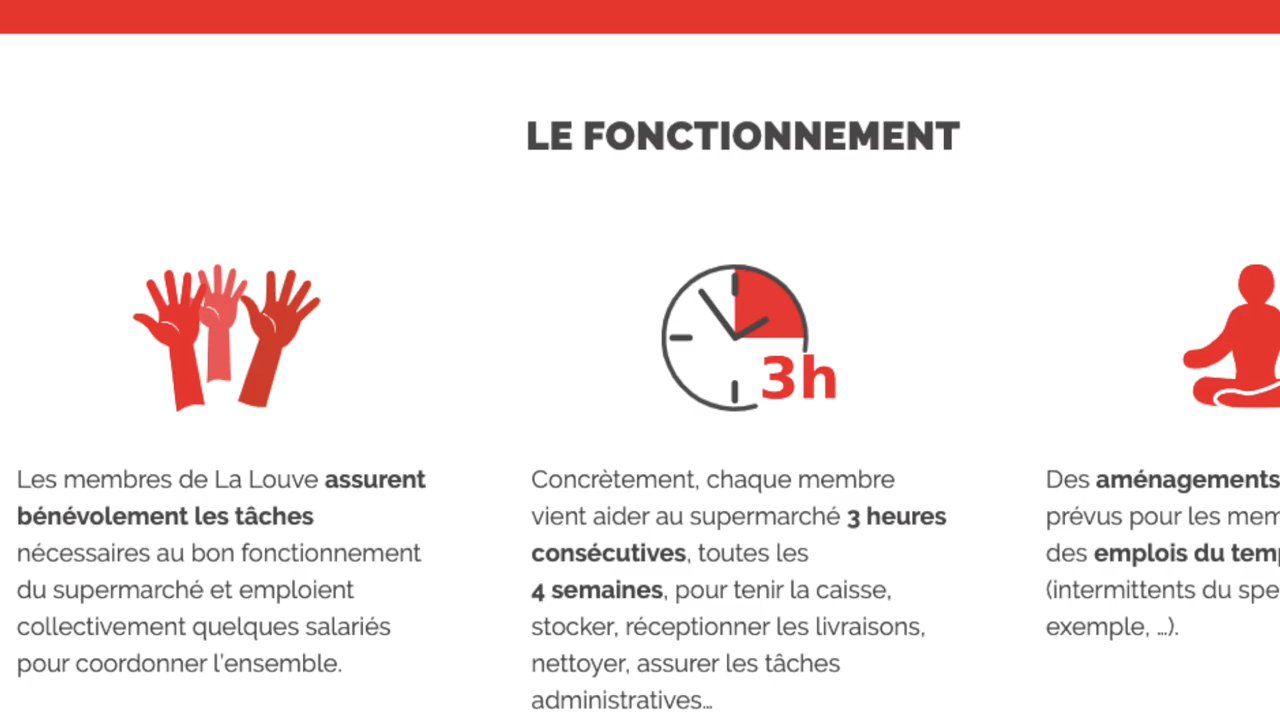 LE FONCTIONNEMENT
3h
Les membres de La Louve assurent
bénévolement les tâches
nécessaires au bon fonctionnement
du supermarché et emploient
collectivement quelques salariés
pour coordonner l'ensemble.
Concrètement, chaque membre
vient aider au supermarché 3 heures
consécutives, toutes les
4 semaines, pour tenir la caisse,
stocker, réceptionner les livraisons,
nettoyer, assurer les tâches
administratives…
Des aménagements
prévus pour les
des emplois du
(intermittents du
exemple, …).